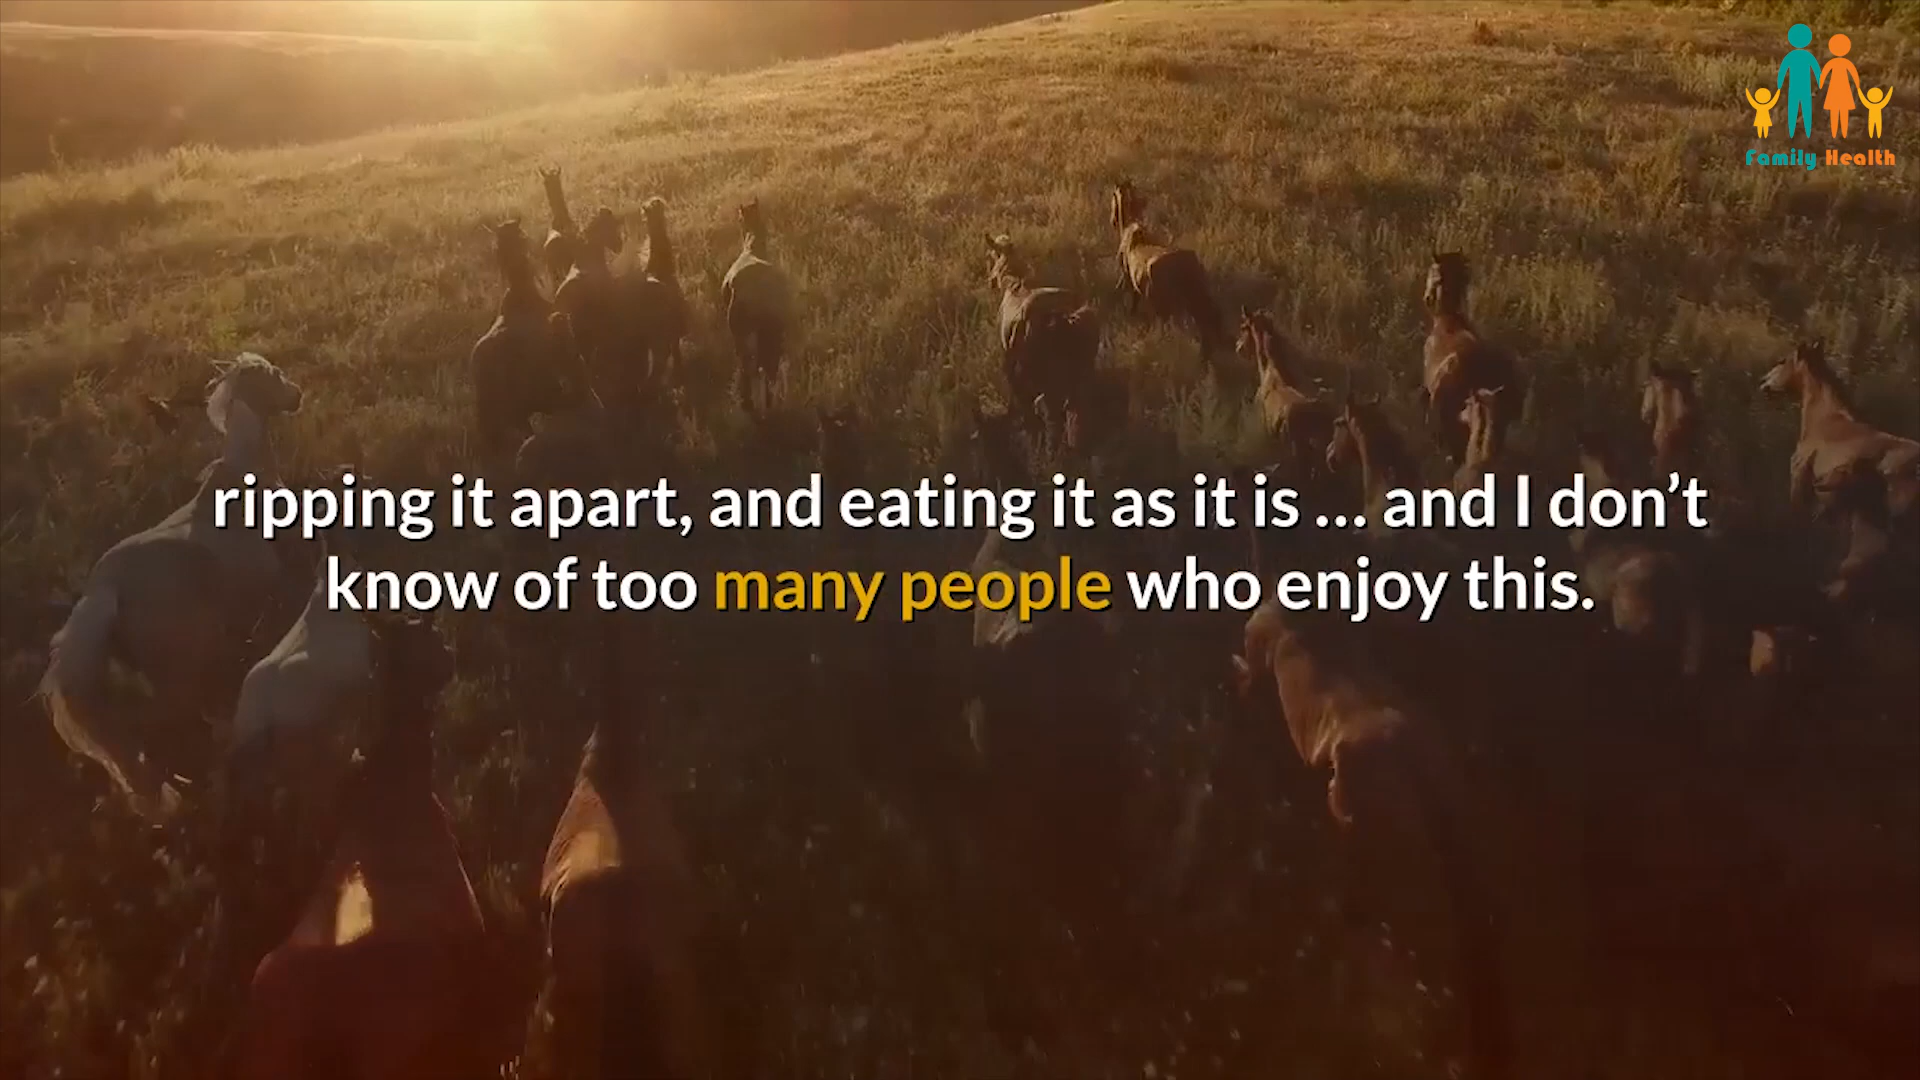 Family Health
ripping it apart, and eating it as it is ... and I don’t
know of too many people who enjoy this.